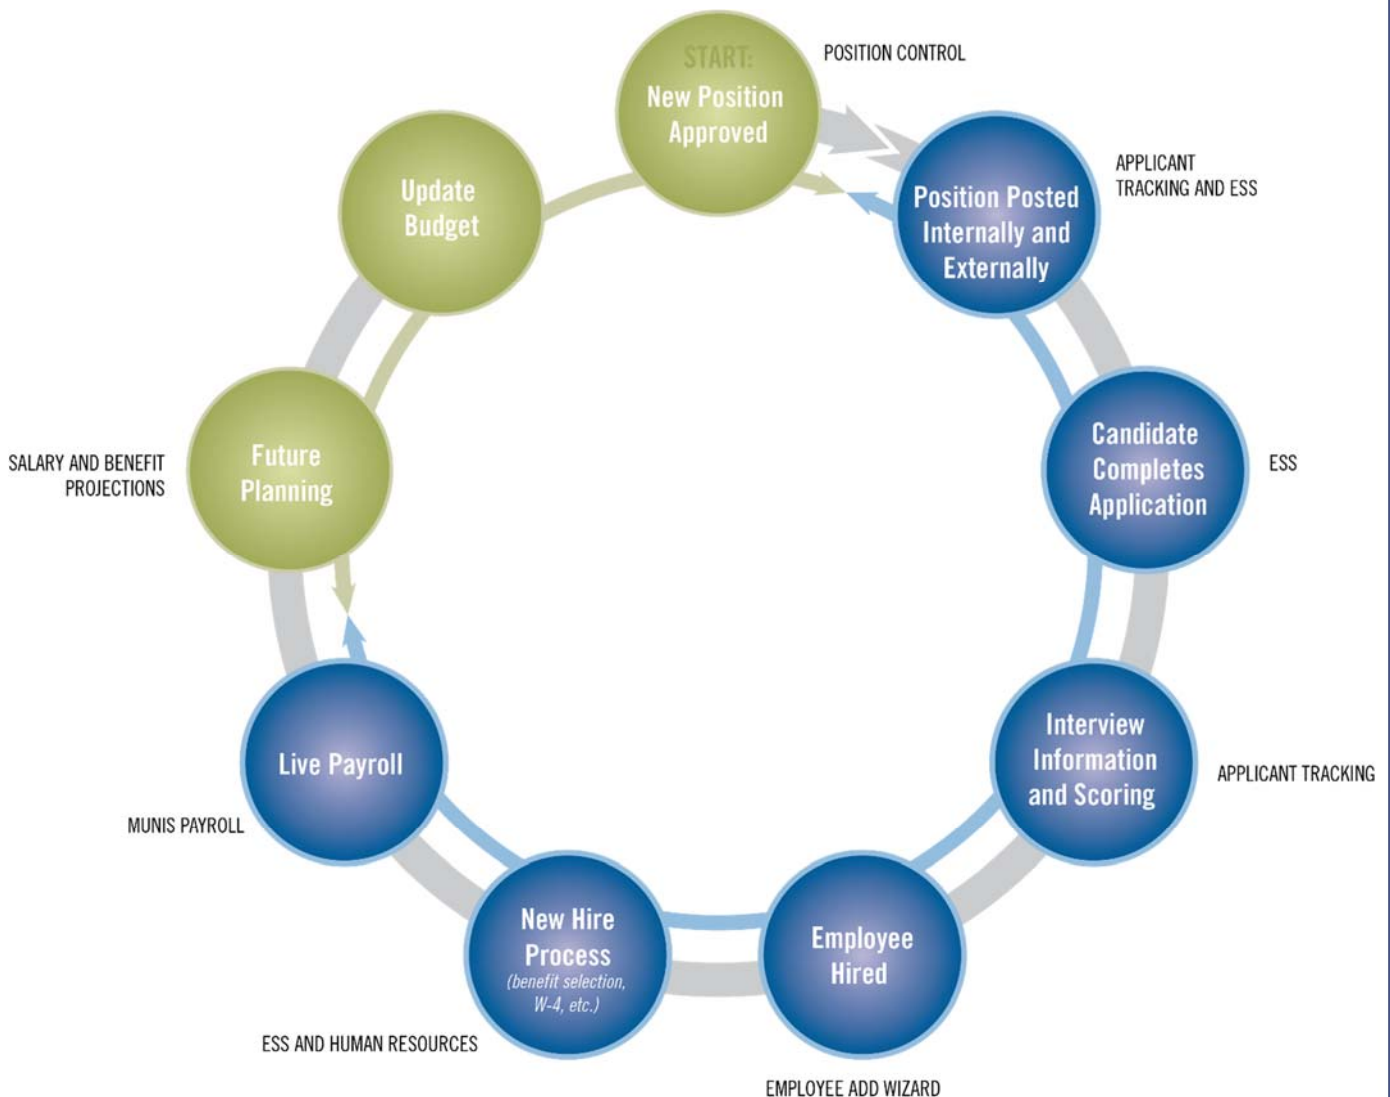 START:
New Position
Approved
POSITION CONTROL
Position Posted
Internally and
Externally
APPLICANT
TRACKING AND ESS
Candidate
Completes
Application
ESS
Interview
Information
and Scoring
APPLICANT TRACKING
Employee
Hired
EMPLOYEE ADD WIZARD
New Hire
Process
(benefit selection,
W-4, etc.)
ESS AND HUMAN RESOURCES
Live Payroll
MUNIS PAYROLL
Future
Planning
SALARY AND BENEFIT
PROJECTIONS
Update
Budget